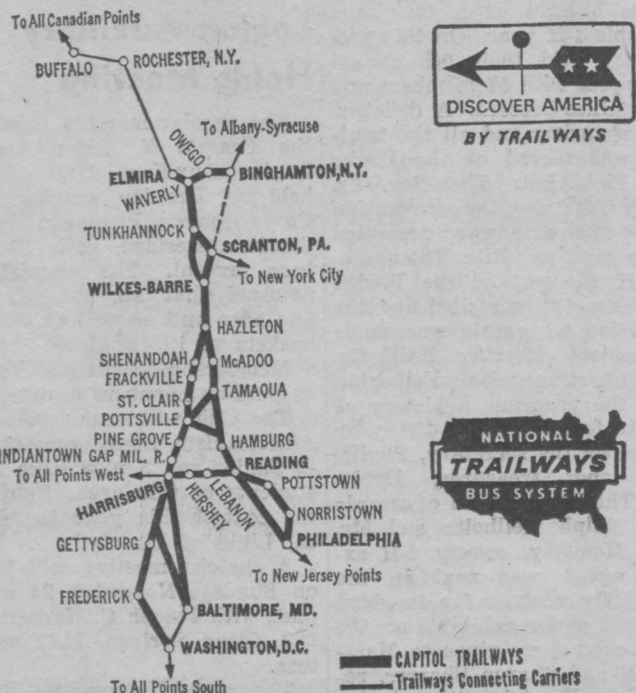 To All Canadian Points
BUFFALO
ROCHESTER, N.Y.
DISCOVER AMERICA
BY TRAILWAYS
OWEGO
To Albany-Syracuse
ELMIRA
WAVERLY
BINGHAMTON, N.Y.
TUNKHANNOCK
SCRANTON, PA.
To New York City
WILKES-BARRE
HAZLETON
SHENANDOAH
McADOO
FRACKVILLE
TAMAQUA
ST. CLAIR
POTTSVILLE
PINE GROVE
HAMBURG
INDIANTOWN GAP MIL. R.
READING
To All Points West
HARRISBURG
HERSHEY
LEBANON
POTTSTOWN
NORRISTOWN
PHILADELPHIA
To New Jersey Points
GETTYSBURG
FREDERICK
BALTIMORE, MD.
WASHINGTON, D.C.
To All Points South
NATIONAL
TRAILWAYS
BUS SYSTEM
CAPITOL TRAILWAYS
Trailways Connecting Carriers